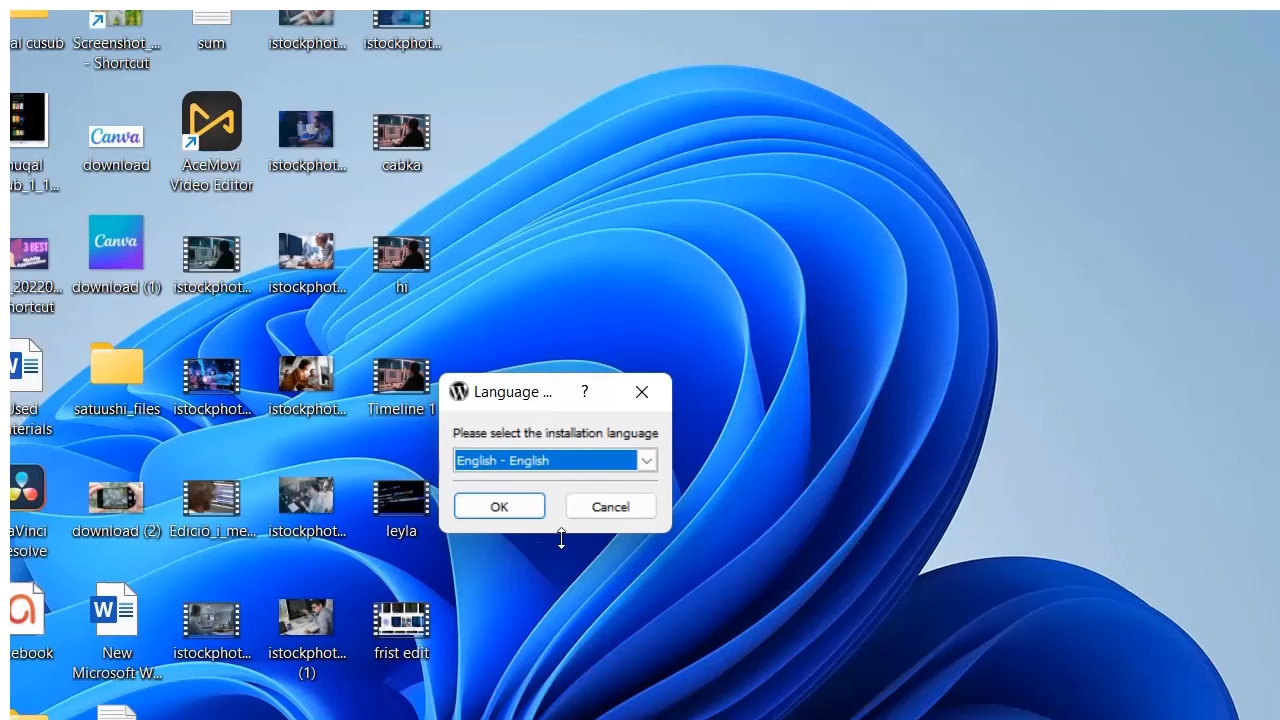 al cusub
Screenshot_...
- Shortcut
sum
istockphot...
istockphot...
uqal
ub_1_1...
Canva
download
AceMovi
Video Editor
istockphot...
cabka
3 BEST
_20220...
hortcut
Canva
download (1)
istockphot...
istockphot...
hi
W
Used
terials
satuushi_files
istockphot...
istockphot...
Timeline 1
Language ...
?
Please select the installation language
English - English
OK
Cancel
aVinci
esolve
download (2)
Edició_i_me...
istockphot...
leyla
ebook
W
New
Microsoft W...
istockphot...
istockphot...
(1)
frist edit